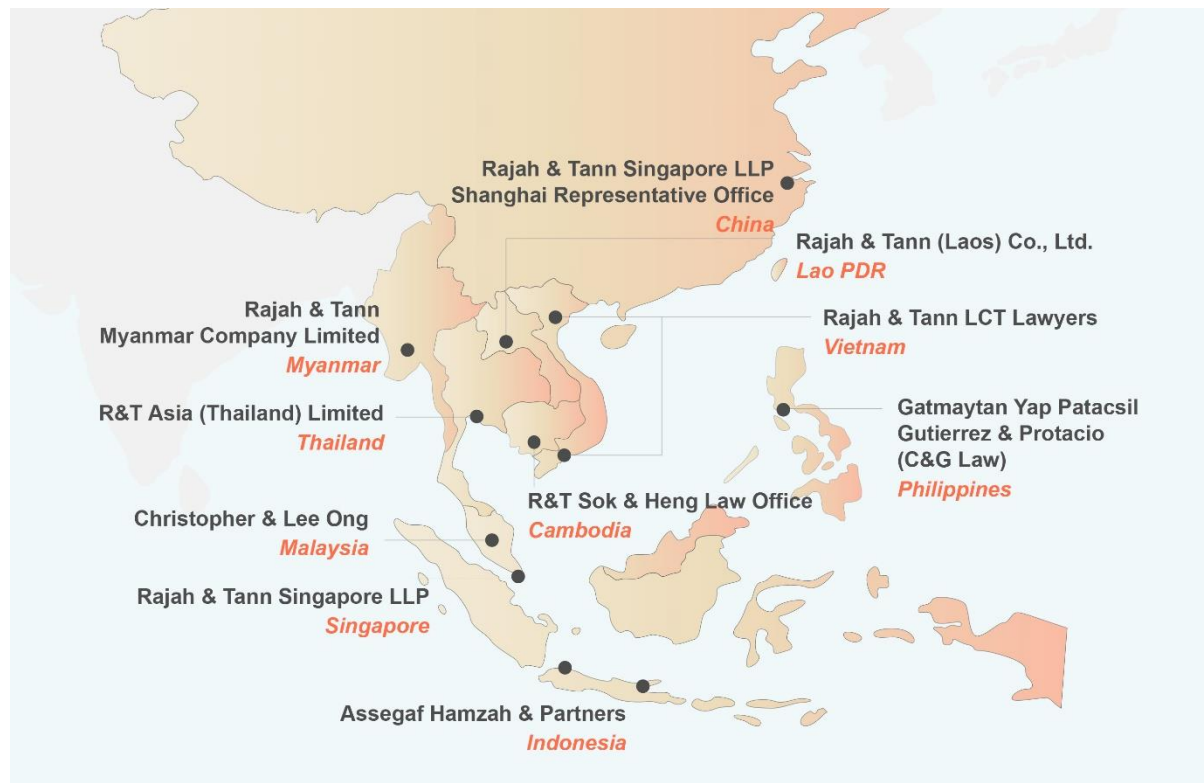 Rajah & Tann Singapore LLP
Shanghai Representative Office
China
Rajah & Tann (Laos) Co., Ltd.
Lao PDR
Rajah & Tann
Myanmar Company Limited
Myanmar
Rajah & Tann LCT Lawyers
Vietnam
R&T Asia (Thailand) Limited
Thailand
Gatmaytan Yap Patacsil
Gutierrez & Protacio
(C&G Law)
Philippines
R&T Sok & Heng Law Office
Cambodia
Christopher & Lee Ong
Malaysia
Rajah & Tann Singapore LLP
Singapore
Assegaf Hamzah & Partners
Indonesia